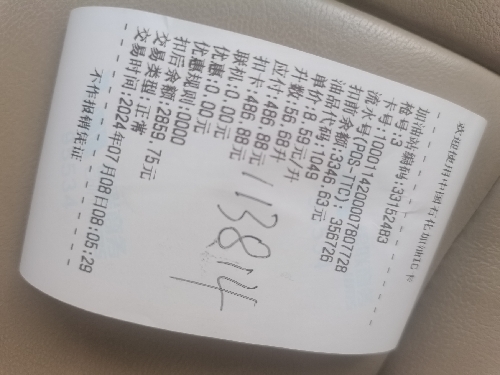 欢迎使用中国石化加油IC卡
加油站编码:33152483
枪号:3
卡号:1000114200007807728
流水号(POS-TTC):356726
扣前余额:3346.63元
油品代码:1049
单价:8.59元/升
升数:56.68升
应付:486.88元
扣卡:486.88元
联机:0.00元
优惠:0.00元
优惠规则:0000
扣后余额:2859.75元
交易类型:正常
交易时间:2024年07月08日08:05:29
不作报销凭证
113814